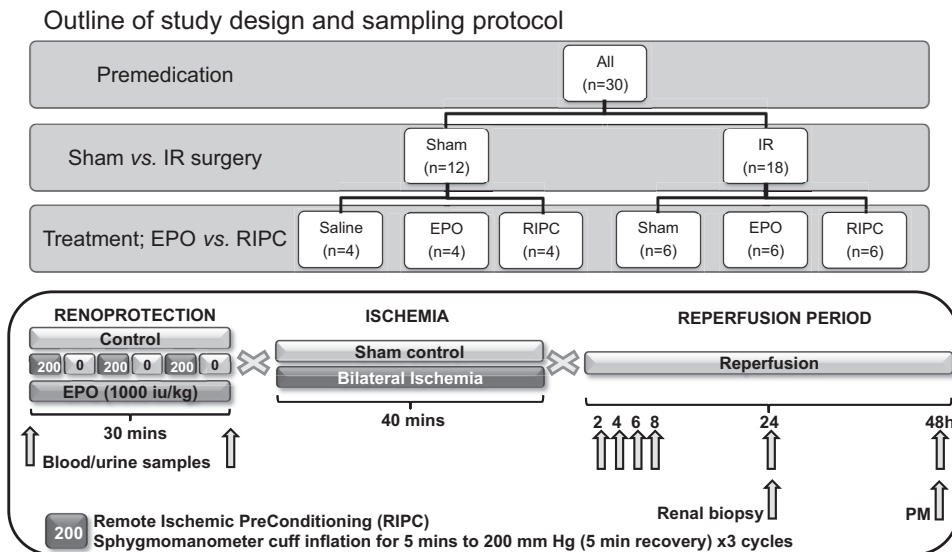 Outline of study design and sampling protocol
Premedication
All
(n=30)
Sham vs. IR surgery
Sham
(n=12)
IR
(n=18)
Treatment; EPO vs. RIPC
Saline
(n=4)
EPO
(n=4)
RIPC
(n=4)
Sham
(n=6)
EPO
(n=6)
RIPC
(n=6)
RENOPROTECTION
Control
200 0 200 0 200 0
EPO (1000 iu/kg)
30 mins
Blood/urine samples
ISCHEMIA
Sham control
Bilateral Ischemia
40 mins
REPERFUSION PERIOD
Reperfusion
2 4 6 8 24 48h
Renal biopsy
PM
200
Remote Ischemic PreConditioning (RIPC)
Sphygmomanometer cuff inflation for 5 mins to 200 mm Hg (5 min recovery) x3 cycles